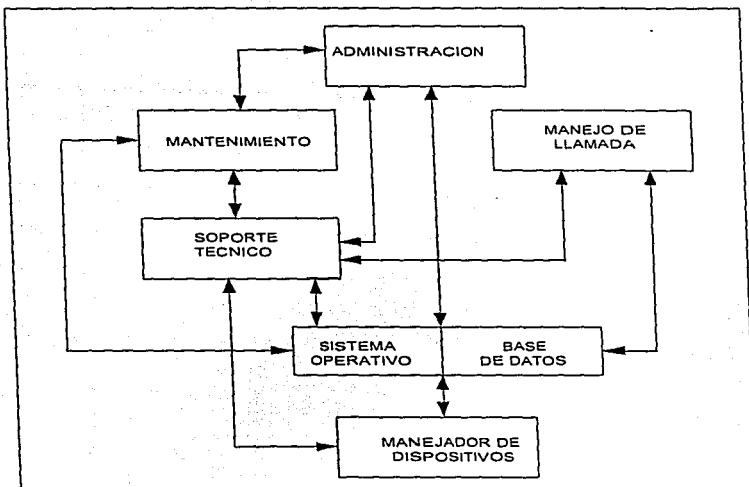 ADMINISTRACION
MANTENIMIENTO
MANEJO DE
LLAMADA
SOPORTE
TECNICO
SISTEMA
OPERATIVO
BASE
DE DATOS
MANEJADOR DE
DISPOSITIVOS